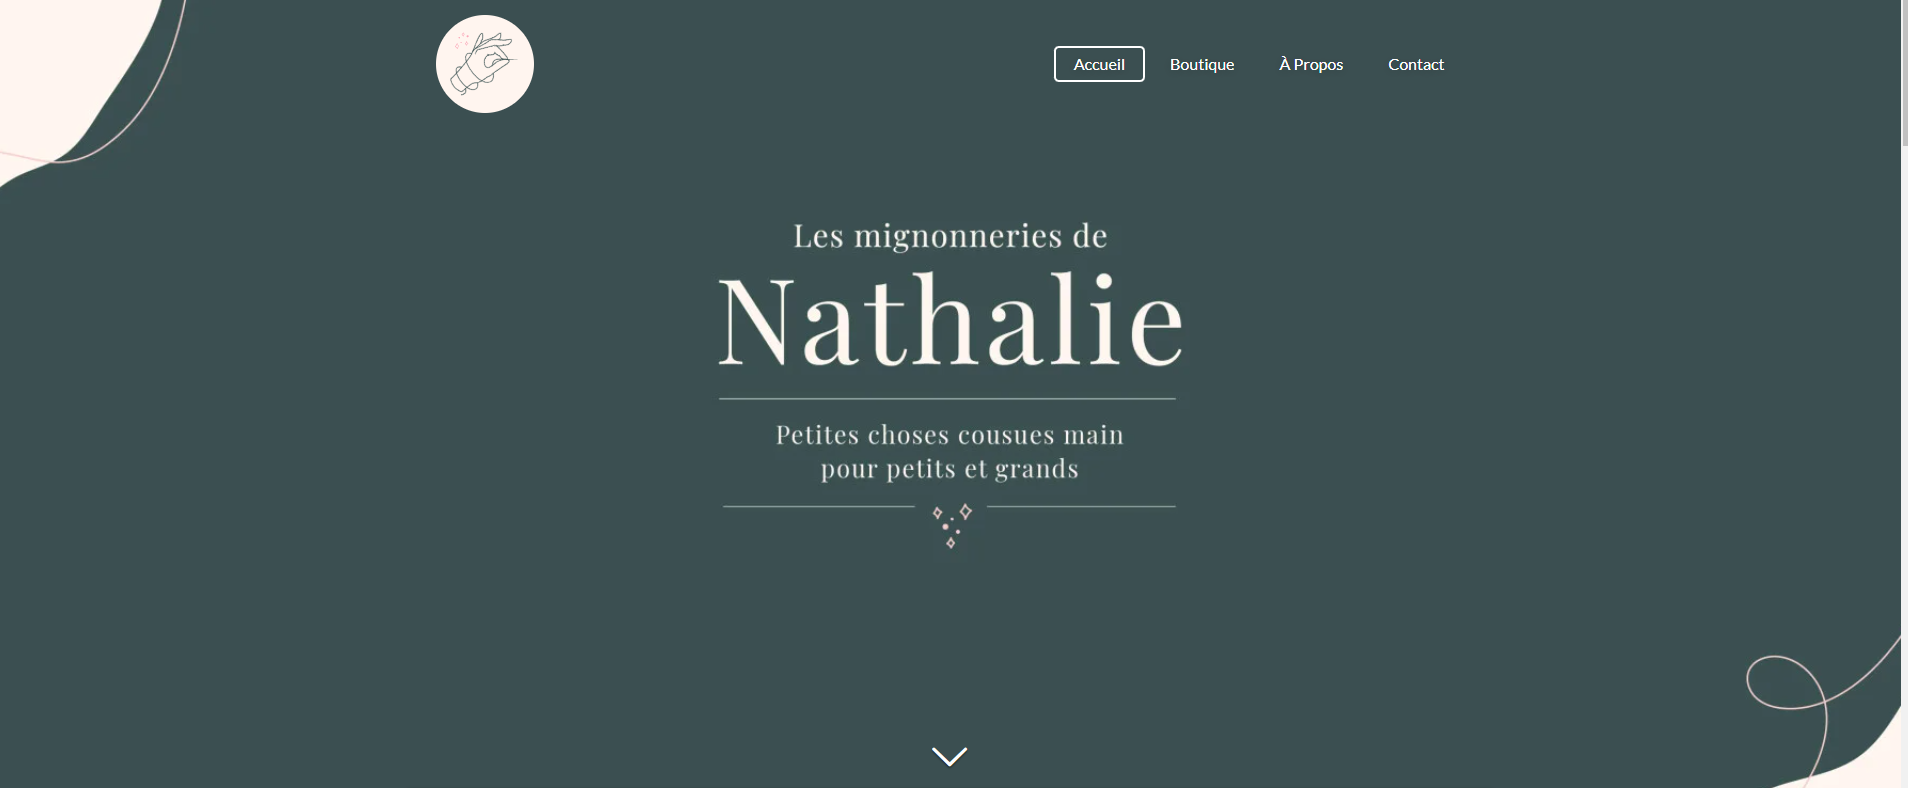 Accueil Boutique À Propos Contact
Les mignonneries de
Nathalie
Petites choses cousues main
pour petits et grands